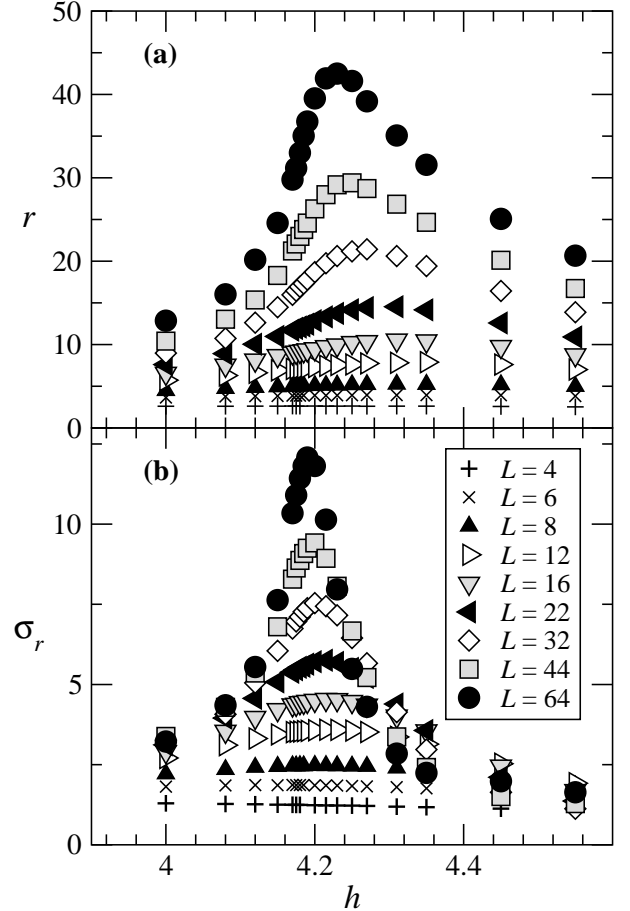 50
(a)
40
r
30
20
10
0
(b)
10
σr
5
0
L = 4
L = 6
L = 8
L = 12
L = 16
L = 22
L = 32
L = 44
L = 64
4
4.2
4.4
h